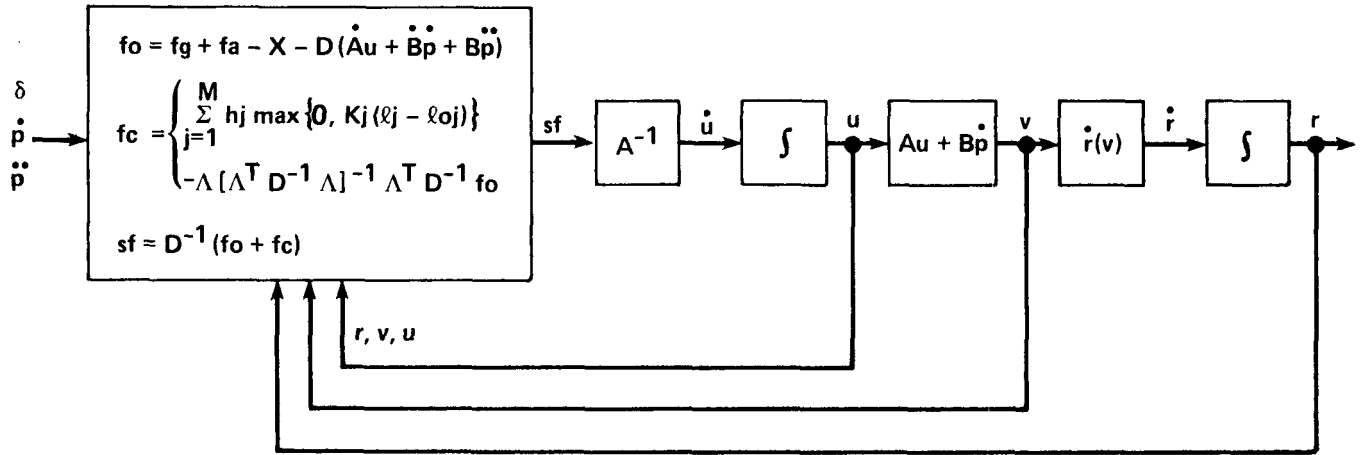 fo = fg + fa − X − D(Ȧu + Ḃṗ + Bp̈)
δ
ṗ
p̈
fc = { M Σ j=1 hj max {0, Kj (ℓj − ℓoj)}
−Λ [Λᵀ D⁻¹ Λ]⁻¹ Λᵀ D⁻¹ fo
sf = D⁻¹ (fo + fc)
sf
A⁻¹
u̇
∫
u
Au + Bṗ
v
ṙ(v)
ṙ
∫
r
r, v, u